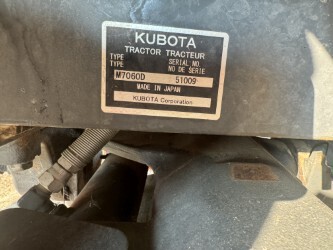 KUBOTA
TRACTOR TRACTEUR
TYPE SERIAL NO.
TYPE NO DE SERIE
M7060D 51009
MADE IN JAPAN
KUBOTA Corporation